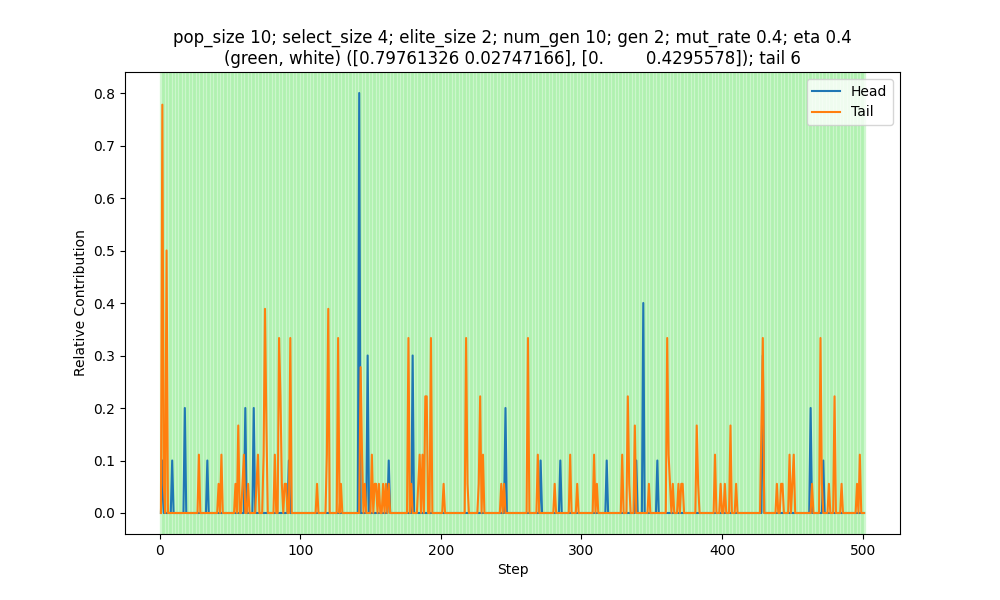 pop_size 10; select_size 4; elite_size 2; num_gen 10; gen 2; mut_rate 0.4; eta 0.4
(green, white) ([0.79761326 0.02747166], [0.         0.4295578]); tail 6
Head
Tail
Relative Contribution
0.8
0.7
0.6
0.5
0.4
0.3
0.2
0.1
0.0
0 100 200 300 400 500
Step